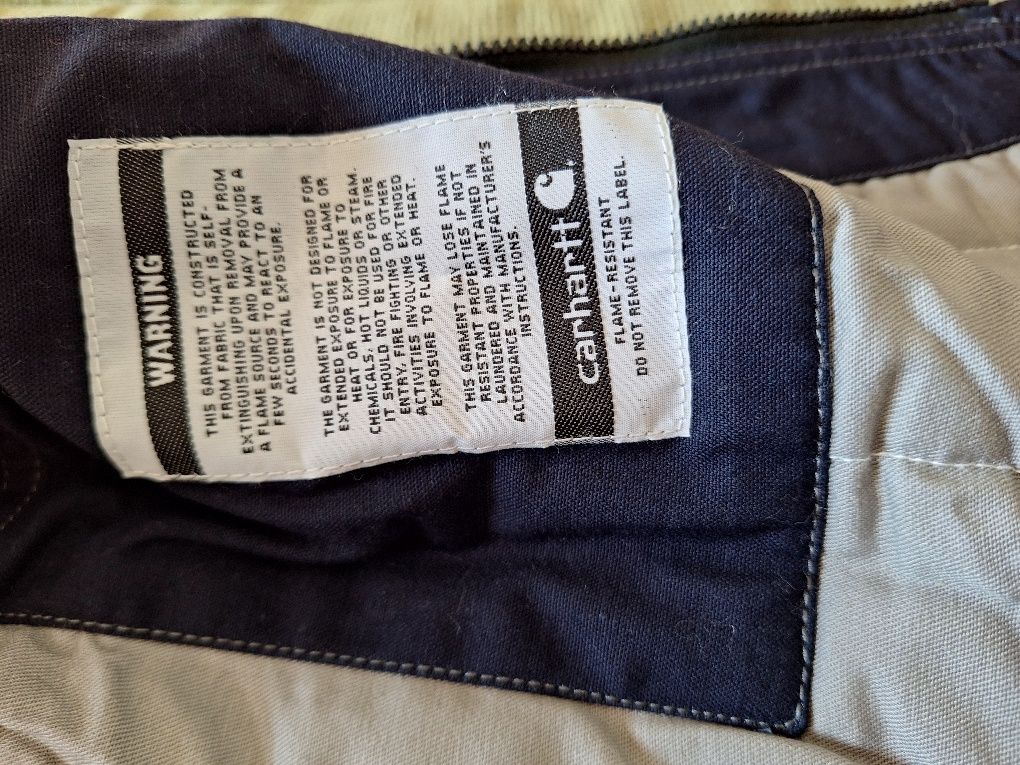 WARNING
THIS GARMENT IS CONSTRUCTED
FROM FABRIC THAT IS SELF-
EXTINGUISHING UPON REMOVAL FROM
A FLAME SOURCE AND MAY PROVIDE A
FEW SECONDS TO REACT TO AN
ACCIDENTAL EXPOSURE.
THE GARMENT IS NOT DESIGNED FOR
EXTENDED EXPOSURE TO FLAME OR
HEAT OR FOR EXPOSURE TO
CHEMICALS, HOT LIQUIDS OR STEAM.
IT SHOULD NOT BE USED FOR FIRE
ENTRY, FIRE FIGHTING OR OTHER
ACTIVITIES INVOLVING EXTENDED
EXPOSURE TO FLAME OR HEAT.
THIS GARMENT MAY LOSE FLAME
RESISTANT PROPERTIES IF NOT
LAUNDERED AND MAINTAINED IN
ACCORDANCE WITH MANUFACTURER'S
INSTRUCTIONS.
carhartt
FLAME-RESISTANT
DO NOT REMOVE THIS LABEL.